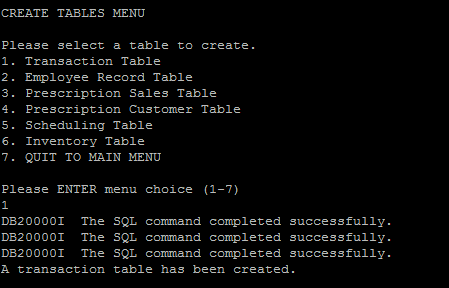 CREATE TABLES MENU
Please select a table to create.
1. Transaction Table
2. Employee Record Table
3. Prescription Sales Table
4. Prescription Customer Table
5. Scheduling Table
6. Inventory Table
7. QUIT TO MAIN MENU
Please ENTER menu choice (1-7)
1
DB20000I  The SQL command completed successfully.
DB20000I  The SQL command completed successfully.
DB20000I  The SQL command completed successfully.
A transaction table has been created.